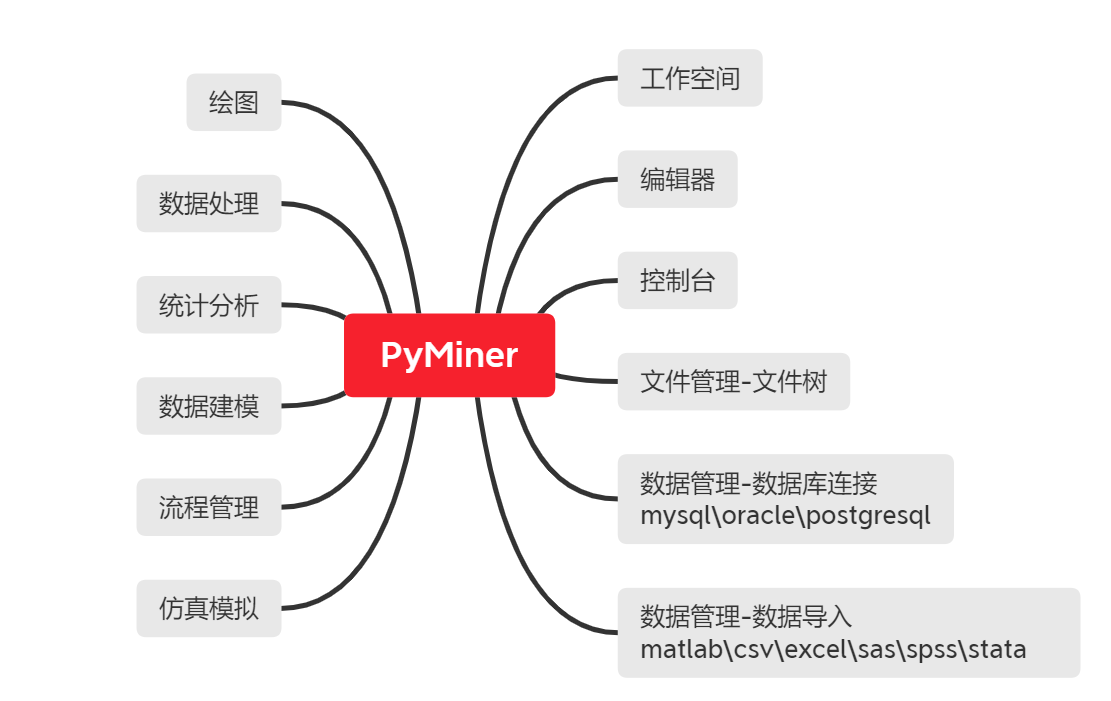 PyMiner
绘图
数据处理
统计分析
数据建模
流程管理
仿真模拟
工作空间
编辑器
控制台
文件管理-文件树
数据管理-数据库连接
mysql\oracle\postgresql
数据管理-数据导入
matlab\csv\excel\sas\spss\stata